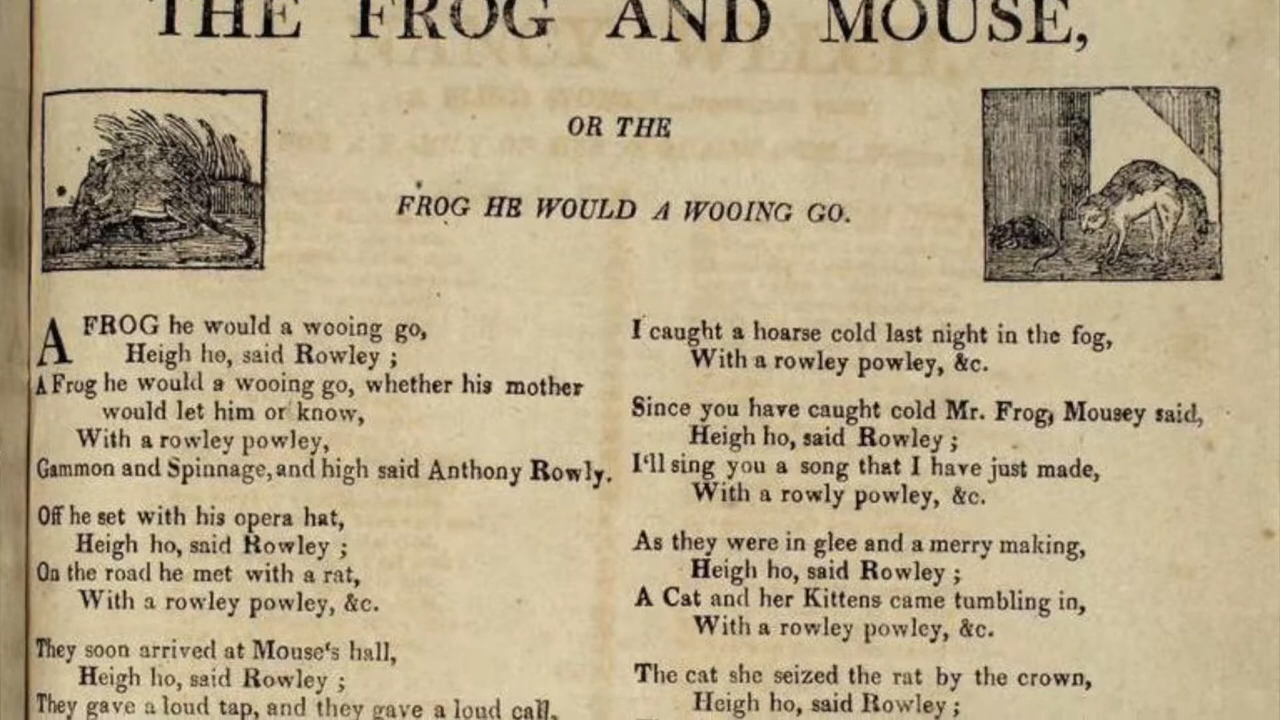 THE FROG AND MOUSE,
OR THE
FROG HE WOULD A WOOING GO.
A FROG he would a wooing go,
Heigh ho, said Rowley ;
A Frog he would a wooing go, whether his mother
would let him or know,
With a rowley powley,
Gammon and Spinnage, and high said Anthony Rowly.
Off he set with his opera hat,
Heigh ho, said Rowley ;
On the road he met with a rat,
With a rowley powley, &c.
They soon arrived at Mouse's hall,
Heigh ho, said Rowley ;
They gave a loud tap, and they gave a loud call,
I caught a hoarse cold last night in the fog,
With a rowley powley, &c.
Since you have caught cold Mr. Frog, Mousey said,
Heigh ho, said Rowley ;
I'll sing you a song that I have just made,
With a rowly powley, &c.
As they were in glee and a merry making,
Heigh ho, said Rowley ;
A Cat and her Kittens came tumbling in,
With a rowley powley, &c.
The cat she seized the rat by the crown,
Heigh ho, said Rowley ;